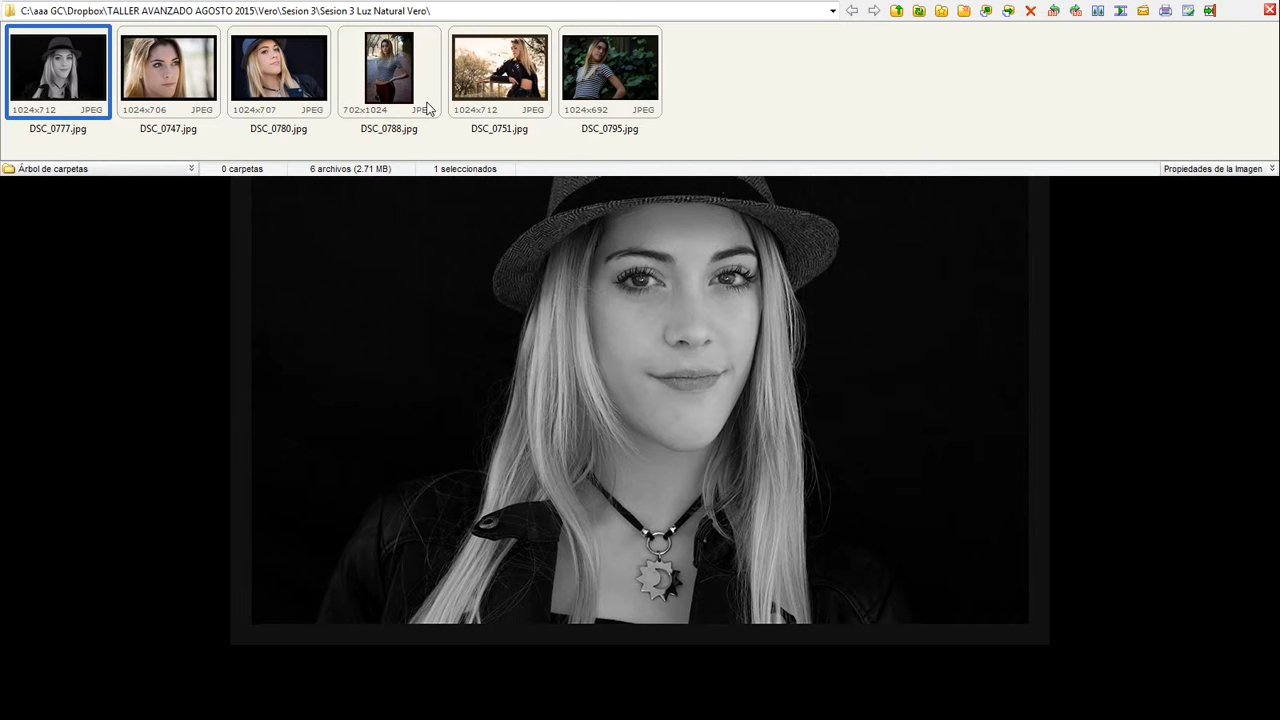 C:\aaa GC\Dropbox\TALLER AVANZADO AGOSTO 2015\Vero\Sesion 3\Sesion 3 Luz Natural Vero\
1024x712 JPEG
1024x706 JPEG
1024x707 JPEG
702x1024 JPEG
1024x712 JPEG
1024x692 JPEG
DSC_0777.jpg
DSC_0747.jpg
DSC_0780.jpg
DSC_0788.jpg
DSC_0751.jpg
DSC_0795.jpg
Árbol de carpetas
0 carpetas
6 archivos (2.71 MB)
1 seleccionados
Propiedades de la Imagen